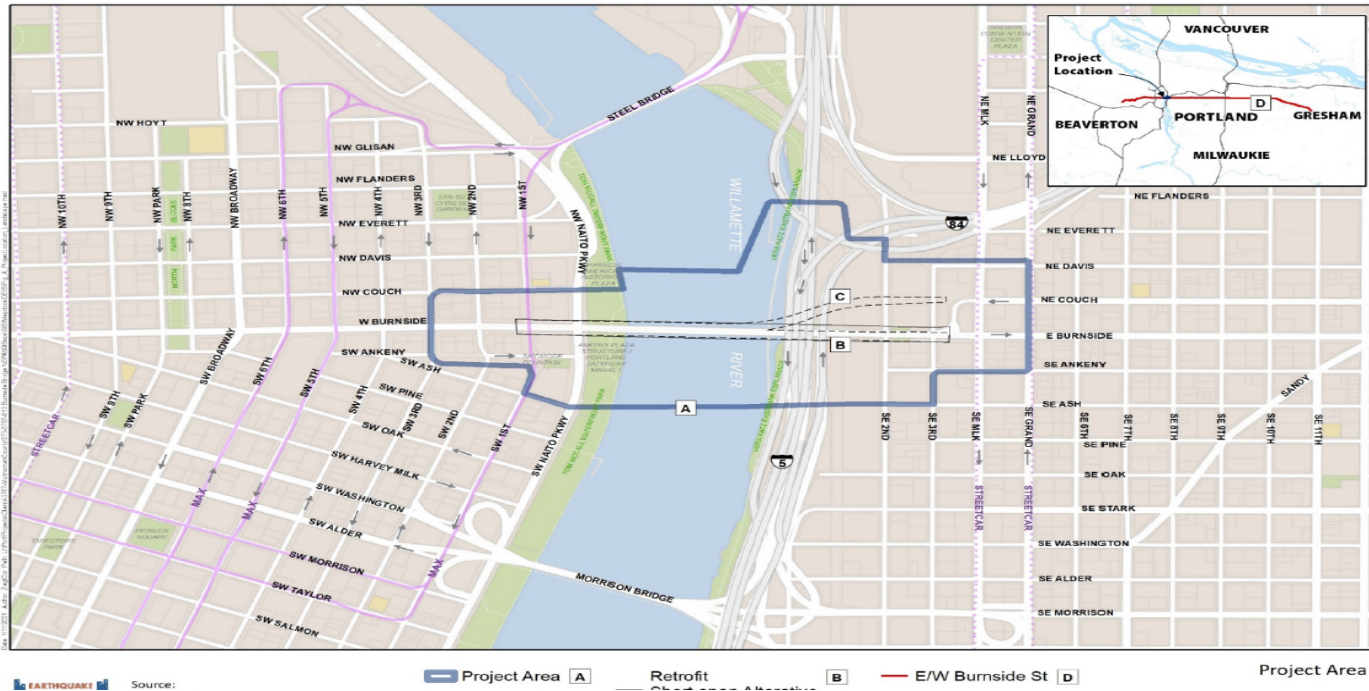 VANCOUVER
Project
Location
D
BEAVERTON
PORTLAND
GRESHAM
MILWAUKIE
STEEL BRIDGE
NW HOYT
NW GLISAN
NW FLANDERS
NW EVERETT
NW DAVIS
NW COUCH
W BURNSIDE
NW 10TH
NW 9TH
NW PARK
NORTH PARK BLOCKS
NW 8TH
NW BROADWAY
NW 6TH
NW 5TH
NW 4TH
NW 3RD
NW 2ND
NW 1ST
NW NAITO PKWY
WILLAMETTE
RIVER
NE MLK
NE GRAND
NE LLOYD
84
NE FLANDERS
NE EVERETT
NE DAVIS
NE COUCH
E BURNSIDE
SE ANKENY
SE ASH
C
B
A
5
SW ANKENY
SW ASH
SW PINE
SW OAK
SW HARVEY MILK
SW WASHINGTON
SW ALDER
SW MORRISON
SW TAYLOR
SW SALMON
SW BROADWAY
SW 6TH
SW 5TH
SW 4TH
SW 3RD
SW 2ND
SW 1ST
SW NAITO PKWY
SW 9TH
SW PARK
STREETCAR
MAX
MAX
MAX
PIONEER
SQUARE
MORRISON BRIDGE
SE 2ND
SE 3RD
SE MLK
SE GRAND
SE 6TH
SE 7TH
SE 10TH
SE 11TH
SANDY
STREETCAR
STREETCAR
SE PINE
SE OAK
SE STARK
SE WASHINGTON
SE ALDER
SE MORRISON
EARTHQUAKE
Source:
Project Area A
Retrofit B
E/W Burnside St D
Project Area